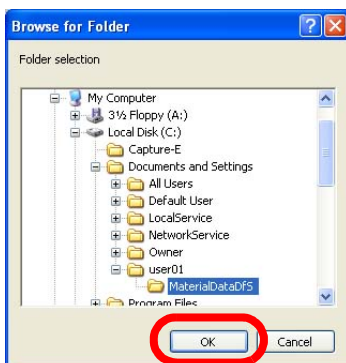 Browse for Folder
Folder selection
My Computer
3½ Floppy (A:)
Local Disk (C:)
Capture-E
Documents and Settings
All Users
Default User
LocalService
NetworkService
Owner
user01
MaterialDataDfS
Program Files
OK Cancel